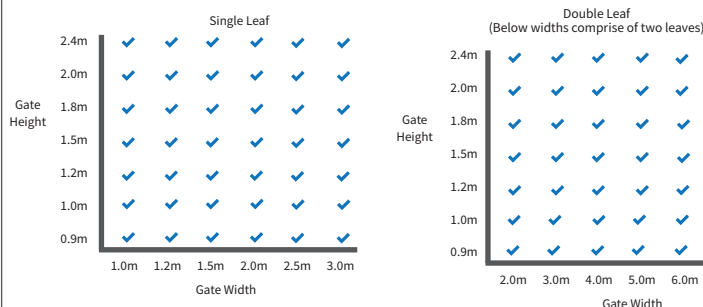 Single Leaf
2.4m
2.0m
1.8m
1.5m
1.2m
1.0m
0.9m
Gate
Height
1.0m 1.2m 1.5m 2.0m 2.5m 3.0m
Gate Width
Double Leaf
(Below widths comprise of two leaves)
2.4m
2.0m
1.8m
1.5m
1.2m
1.0m
0.9m
Gate
Height
2.0m 3.0m 4.0m 5.0m 6.0m
Gate Width